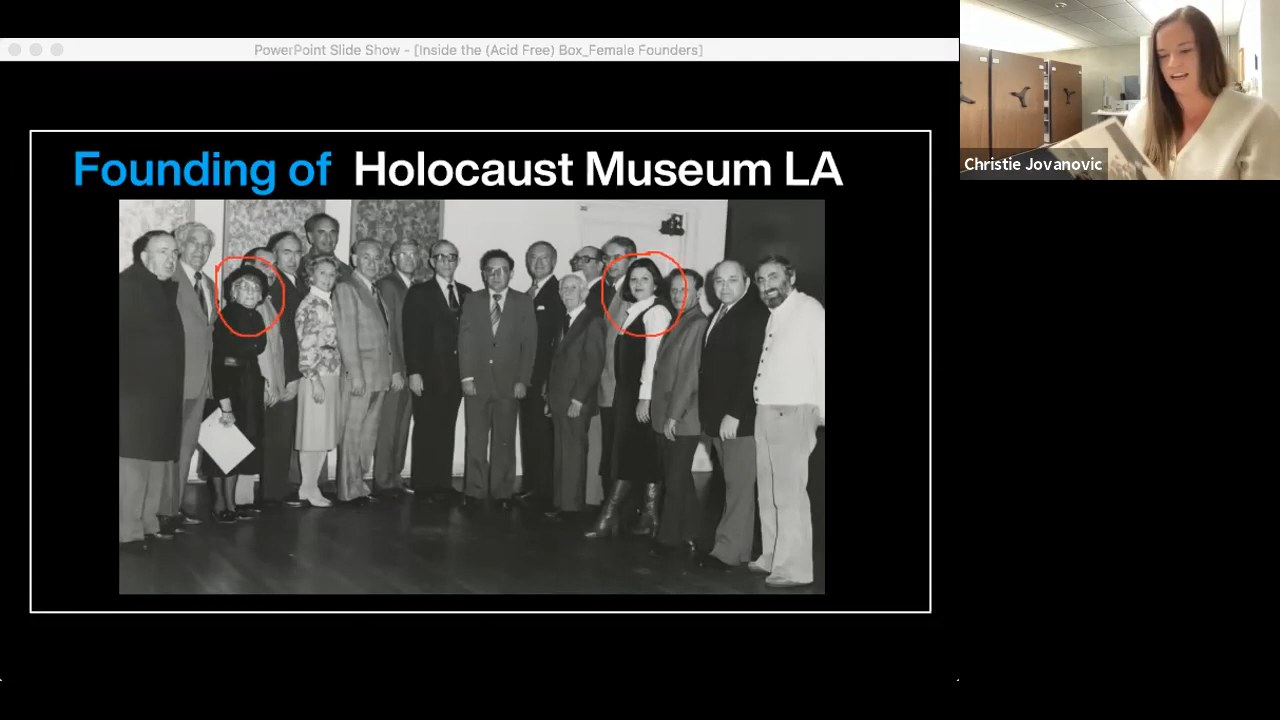 PowerPoint Slide Show - [Inside the (Acid Free) Box_Female Founders]
Founding of Holocaust Museum LA
Christie Jovanovic